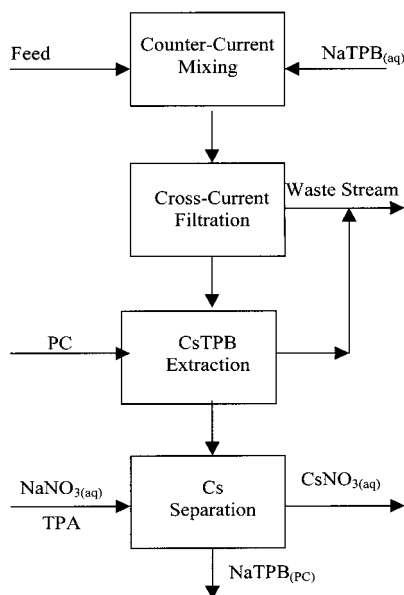 Counter-Current
Mixing
Feed
NaTPB(aq)
Cross-Current
Filtration
Waste Stream
PC
CsTPB
Extraction
NaNO3(aq)
TPA
Cs
Separation
CsNO3(aq)
NaTPB(PC)